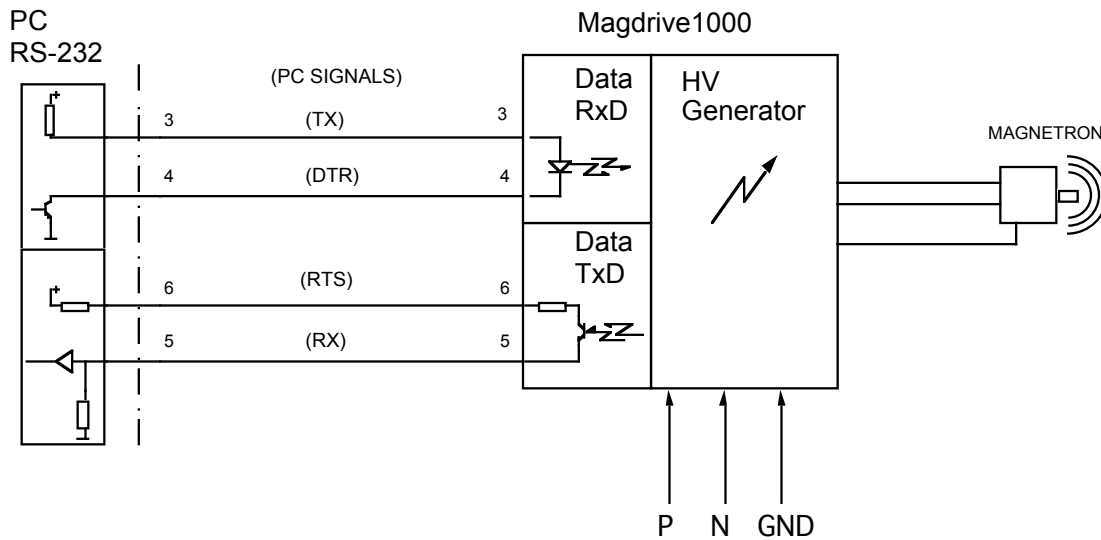 PC
RS-232
Magdrive1000
(PC SIGNALS)
Data
RxD
HV
Generator
3
(TX)
3
MAGNETRON
4
(DTR)
4
Data
TxD
6
(RTS)
6
5
(RX)
5
P N GND